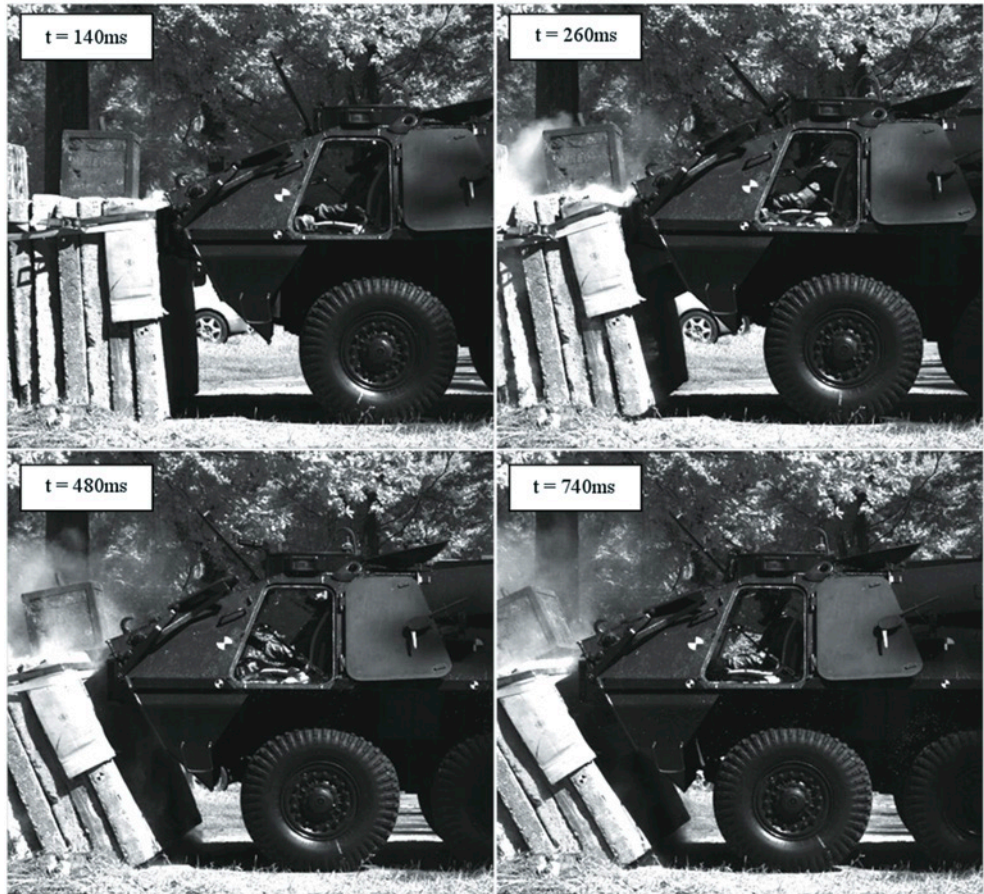 t = 140ms
t = 260ms
t = 480ms
t = 740ms